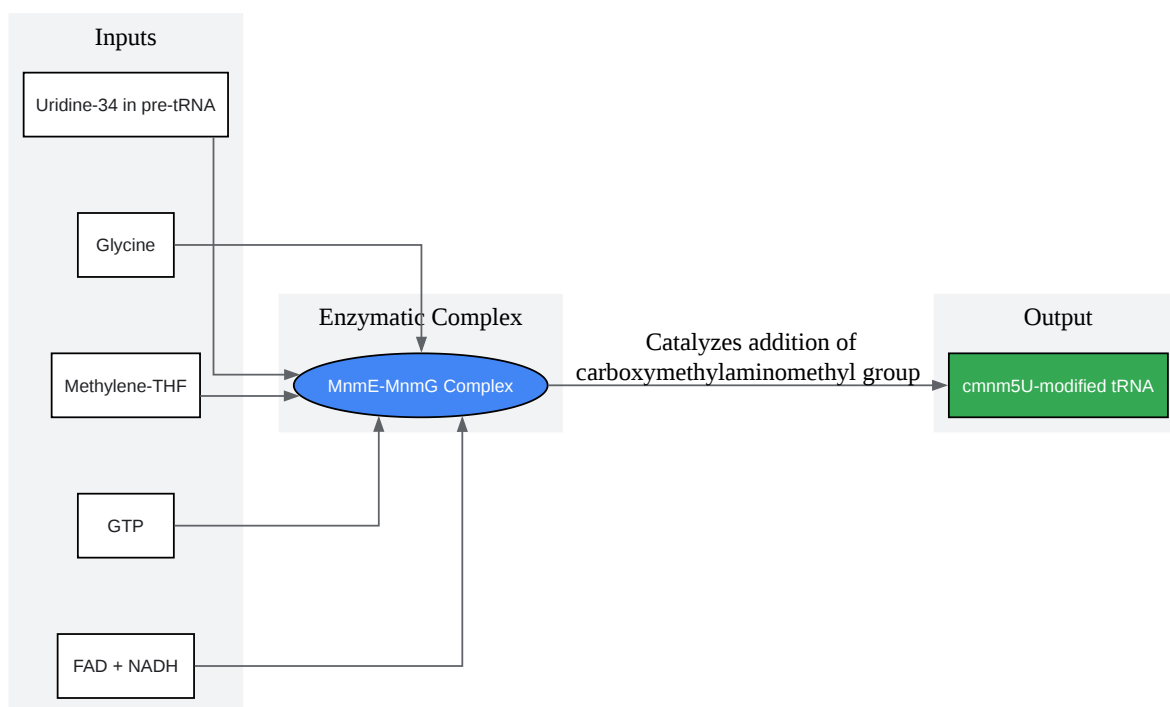 Inputs
Uridine-34 in pre-tRNA
Glycine
Methylene-THF
GTP
FAD + NADH
Enzymatic Complex
MnmE-MnmG Complex
Catalyzes addition of
carboxymethylaminomethyl group
Output
cmnm5U-modified tRNA